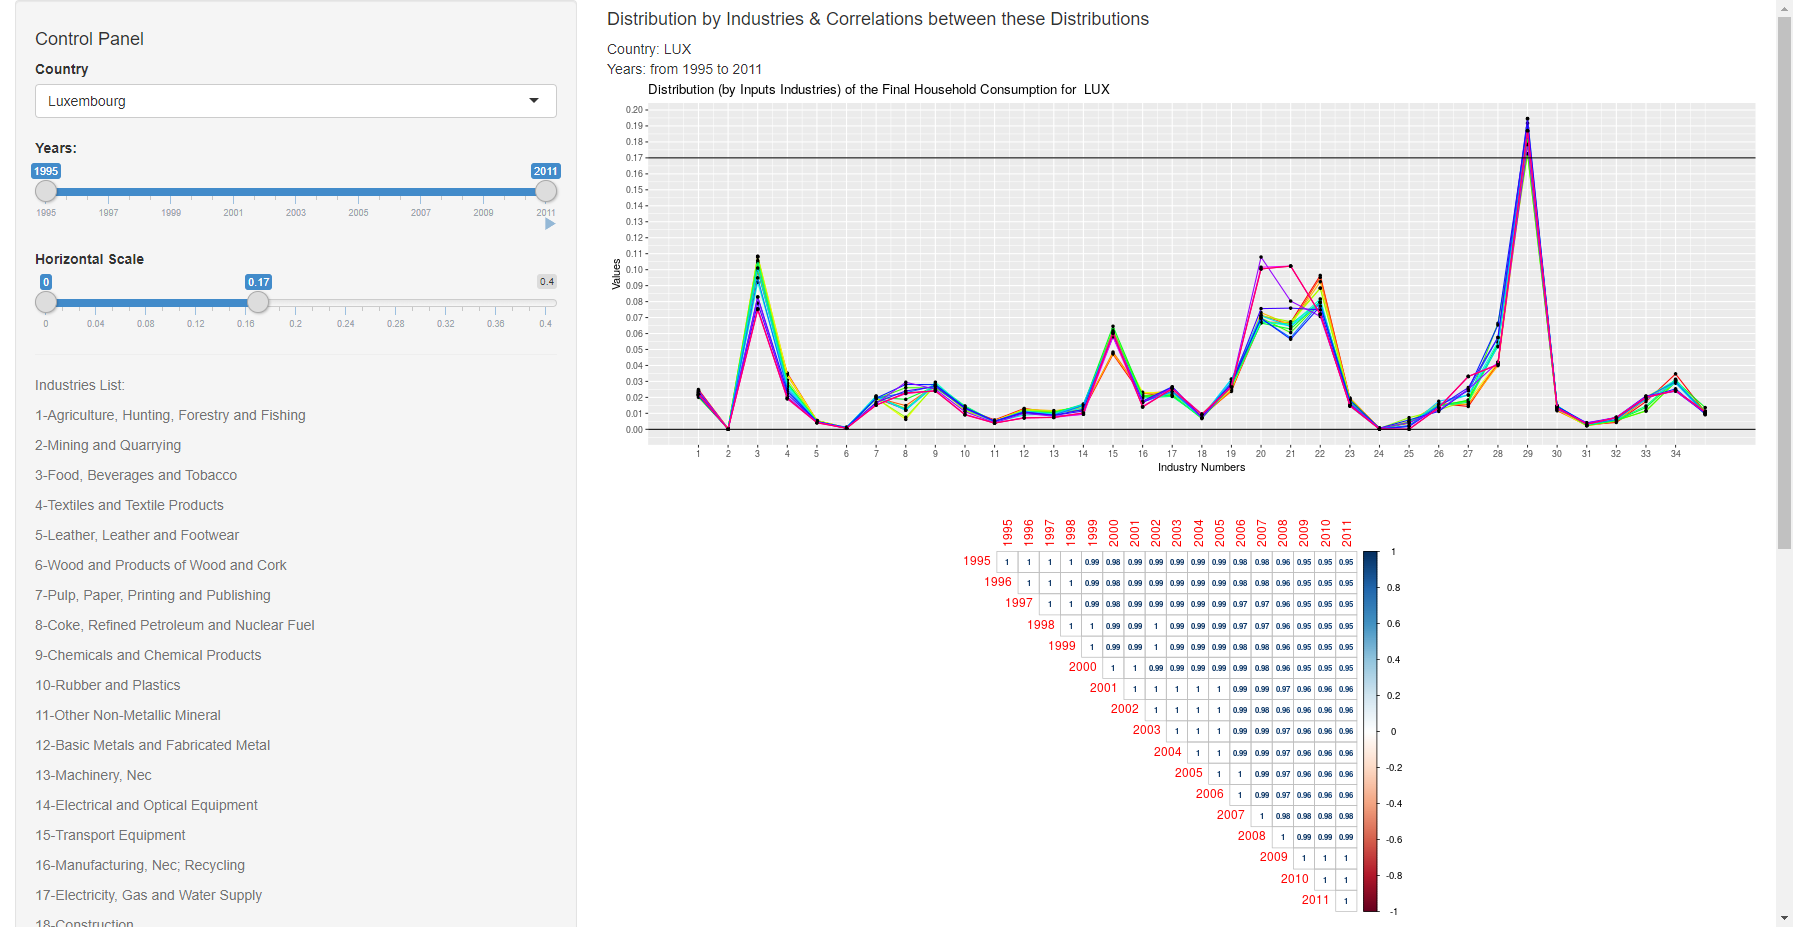 Control Panel
Country
Luxembourg
Years:
1995 2011
1995 1997 1999 2001 2003 2005 2007 2009 2011
Horizontal Scale
0 0.17 0.4
0 0.04 0.08 0.12 0.16 0.2 0.24 0.28 0.32 0.36 0.4
Industries List:
1-Agriculture, Hunting, Forestry and Fishing
2-Mining and Quarrying
3-Food, Beverages and Tobacco
4-Textiles and Textile Products
5-Leather, Leather and Footwear
6-Wood and Products of Wood and Cork
7-Pulp, Paper, Printing and Publishing
8-Coke, Refined Petroleum and Nuclear Fuel
9-Chemicals and Chemical Products
10-Rubber and Plastics
11-Other Non-Metallic Mineral
12-Basic Metals and Fabricated Metal
13-Machinery, Nec
14-Electrical and Optical Equipment
15-Transport Equipment
16-Manufacturing, Nec; Recycling
17-Electricity, Gas and Water Supply
18-Construction
Distribution by Industries & Correlations between these Distributions
Country: LUX
Years: from 1995 to 2011
Distribution (by Inputs Industries) of the Final Household Consumption for LUX
0.20
0.19
0.18
0.17
0.16
0.15
0.14
0.13
0.12
0.11
0.10
0.09
0.08
0.07
0.06
0.05
0.04
0.03
0.02
0.01
0.00
Values
1 2 3 4 5 6 7 8 9 10 11 12 13 14 15 16 17 18 19 20 21 22 23 24 25 26 27 28 29 30 31 32 33 34
Industry Numbers
1995 1996 1997 1998 1999 2000 2001 2002 2003 2004 2005 2006 2007 2008 2009 2010 2011
1995 1 1 1 1 0.99 0.98 0.99 0.99 0.99 0.99 0.99 0.98 0.98 0.96 0.95 0.95 0.95
1996 1 1 1 0.99 0.98 0.99 0.99 0.99 0.99 0.99 0.98 0.98 0.96 0.95 0.95 0.95
1997 1 1 0.99 0.98 0.99 0.99 0.99 0.99 0.99 0.97 0.97 0.96 0.95 0.95 0.95
1998 1 1 0.99 0.99 1 0.99 0.99 0.99 0.97 0.97 0.96 0.95 0.95 0.95
1999 1 0.99 0.99 1 0.99 0.99 0.99 0.98 0.98 0.96 0.95 0.95 0.95
2000 1 1 0.99 0.99 0.99 0.99 0.98 0.98 0.96 0.95 0.95 0.95
2001 1 1 1 1 1 0.99 0.99 0.97 0.96 0.96 0.96
2002 1 1 1 1 0.99 0.98 0.96 0.96 0.96 0.96
2003 1 1 1 0.99 0.99 0.97 0.96 0.96 0.96
2004 1 1 0.99 0.99 0.97 0.96 0.96 0.96
2005 1 1 0.99 0.97 0.96 0.96 0.96
2006 1 0.99 0.97 0.96 0.96 0.96
2007 1 0.98 0.98 0.98 0.98
2008 1 0.99 0.99 0.99
2009 1 1 1
2010 1 1
2011 1
1
0.8
0.6
0.4
0.2
0
-0.2
-0.4
-0.6
-0.8
-1